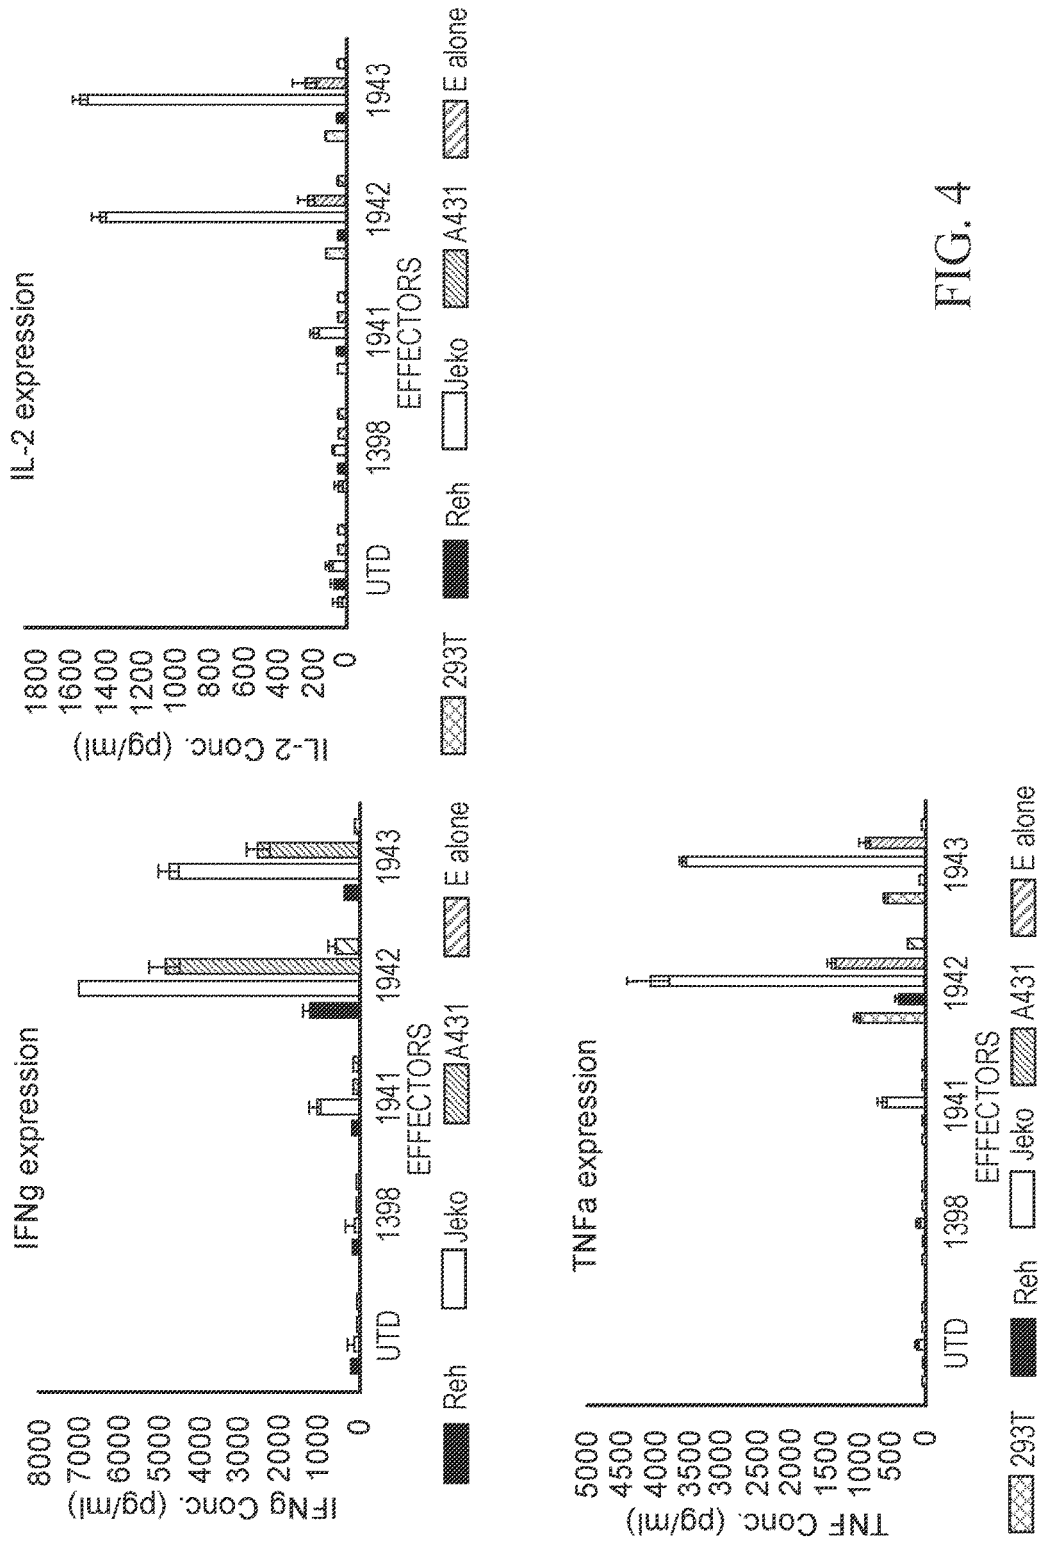 IFNg expression
IFNg Conc. (pg/ml)
8000
7000
6000
5000
4000
3000
2000
1000
0
UTD 1398 1941 1942 1943
EFFECTORS
Reh Jeko A431 E alone
IL-2 expression
IL-2 Conc. (pg/ml)
1800
1600
1400
1200
1000
800
600
400
200
0
UTD 1398 1941 1942 1943
EFFECTORS
293T Reh Jeko A431 E alone
TNFa expression
TNF Conc. (pg/ml)
5000
4500
4000
3500
3000
2500
2000
1500
1000
500
0
UTD 1398 1941 1942 1943
EFFECTORS
293T Reh Jeko A431 E alone
FIG. 4